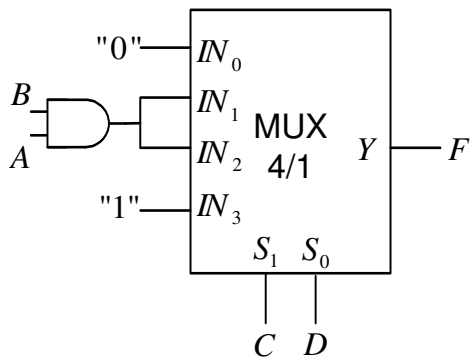 "0" IN0
B IN1
A MUX
IN2 4/1 Y F
"1" IN3
S1 S0
C D